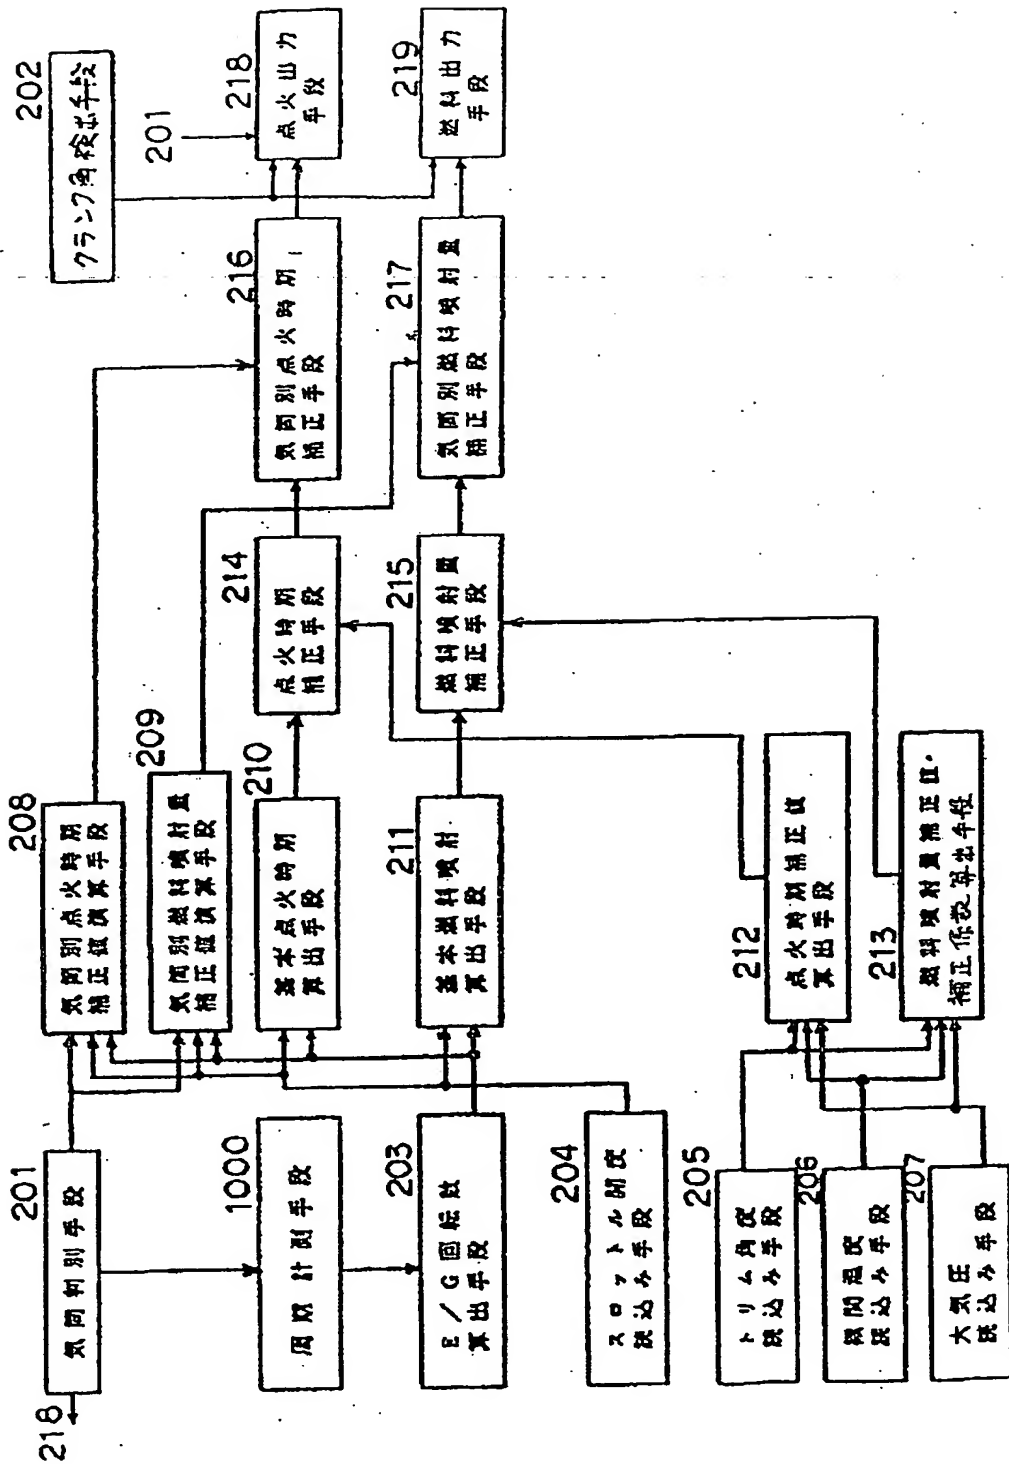 202
クランク角検出手段
201
218
点火出力
手段
219
燃料出力
手段
216
気筒別点火時期
補正手段
217
気筒別燃料噴射量
補正手段
214
点火時期
補正手段
215
燃料噴射量
補正手段
208
気筒別点火時期
補正値演算手段
209
気筒別燃料噴射量
補正値演算手段
210
基本点火時期
算出手段
211
基本燃料噴射
算出手段
212
点火時期補正値
算出手段
213
燃料噴射量補正値・
補正係数算出手段
218
201
気筒判別手段
1000
周期計測手段
203
E/G回転数
算出手段
204
スロットル開度
読込み手段
205
トリム角度
読込み手段
206
機関温度
読込み手段
207
大気圧
読込み手段